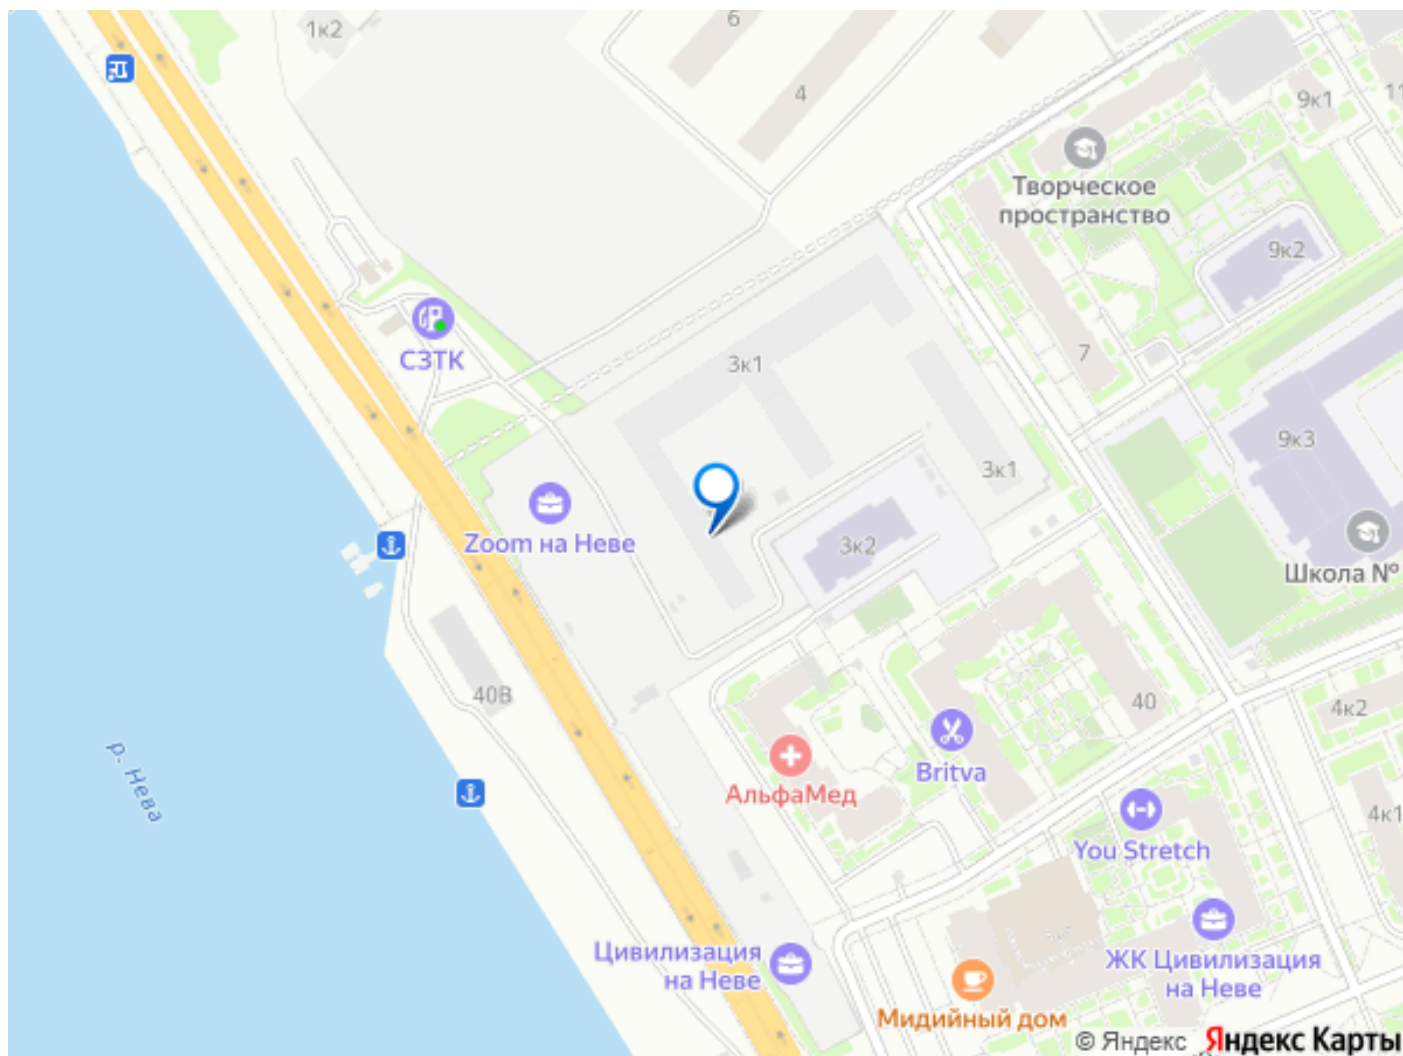 6
1к2
4
9к1
11
Творческое
пространство
9к2
СЗТК
3к1
7
9к3
3к1
Zoom на Неве
3к2
Школа №
40В
40
4к2
р. Нева
Britva
АльфаМед
4к1
You Stretch
Цивилизация
на Неве
ЖК Цивилизация
на Неве
Мидийный дом
© Яндекс Яндекс Карты